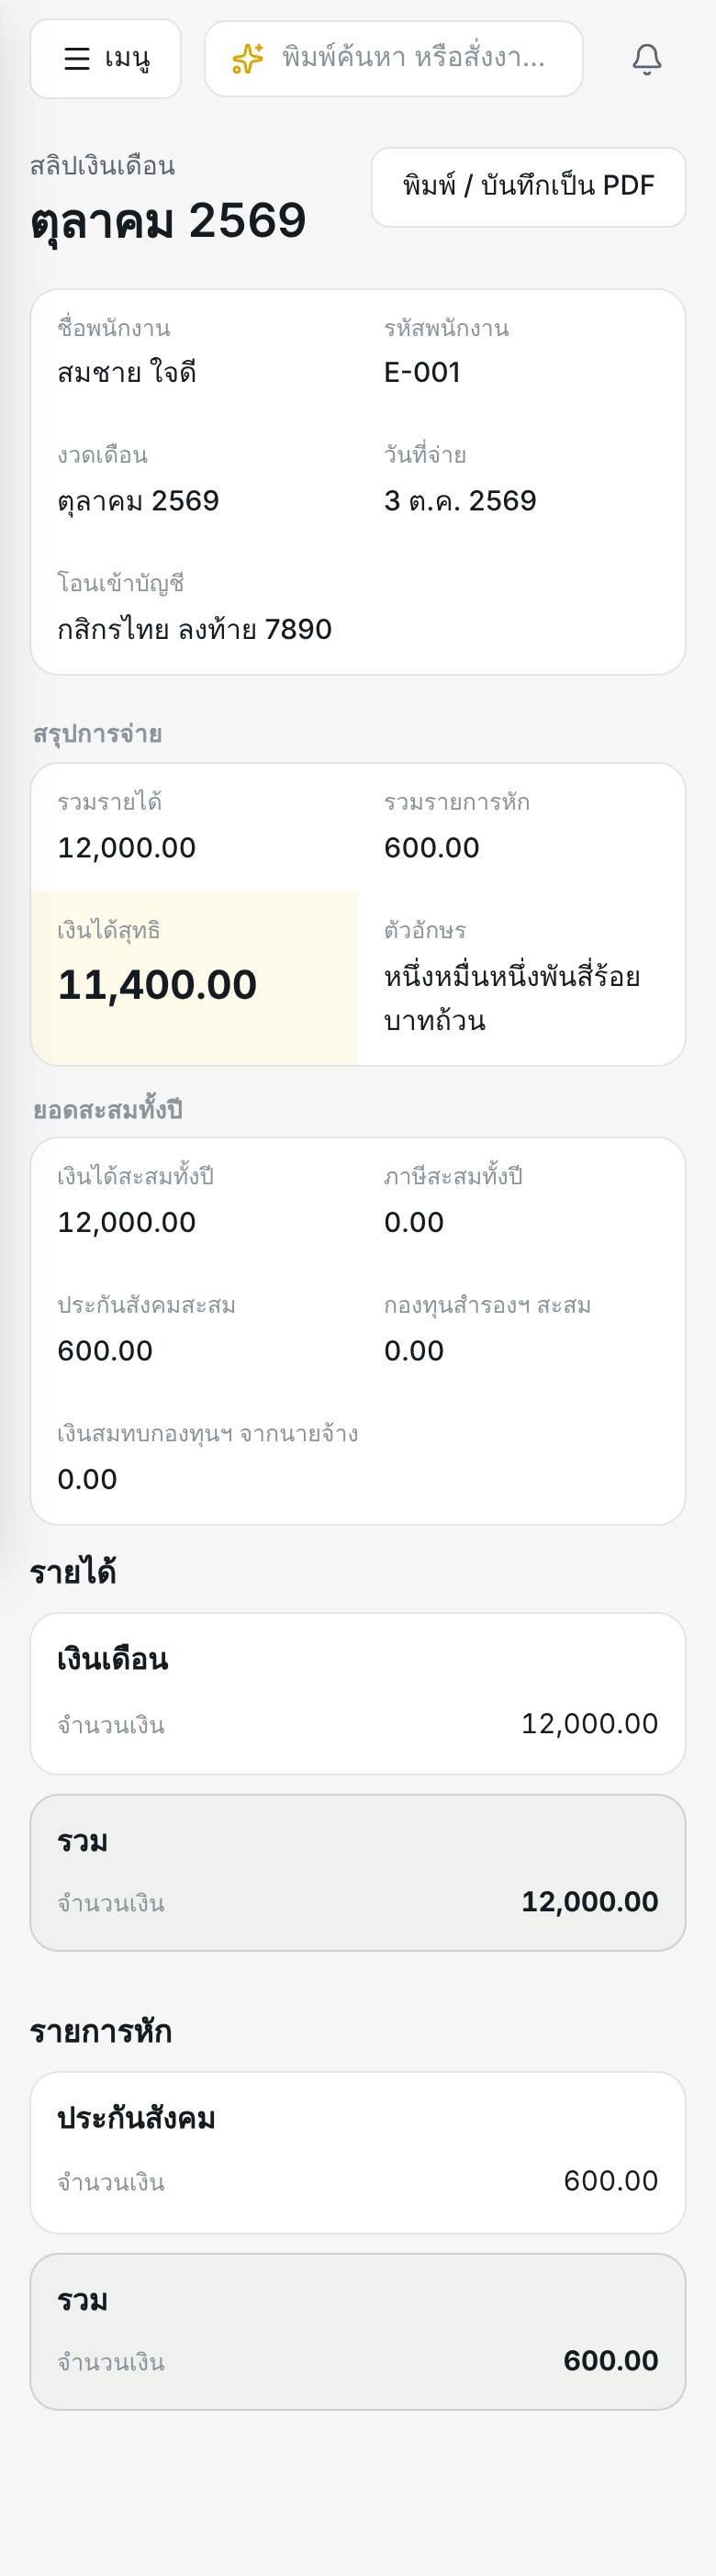 เมนู
พิมพ์ค้นหา หรือสั่งงา...
สลิปเงินเดือน
ตุลาคม 2569
พิมพ์ / บันทึกเป็น PDF
ชื่อพนักงาน
สมชาย ใจดี
รหัสพนักงาน
E-001
งวดเดือน
ตุลาคม 2569
วันที่จ่าย
3 ต.ค. 2569
โอนเข้าบัญชี
กสิกรไทย ลงท้าย 7890
สรุปการจ่าย
รวมรายได้
12,000.00
รวมรายการหัก
600.00
เงินได้สุทธิ
11,400.00
ตัวอักษร
หนึ่งหมื่นหนึ่งพันสี่ร้อย
บาทถ้วน
ยอดสะสมทั้งปี
เงินได้สะสมทั้งปี
12,000.00
ภาษีสะสมทั้งปี
0.00
ประกันสังคมสะสม
600.00
กองทุนสำรองฯ สะสม
0.00
เงินสมทบกองทุนฯ จากนายจ้าง
0.00
รายได้
เงินเดือน
จำนวนเงิน 12,000.00
รวม
จำนวนเงิน 12,000.00
รายการหัก
ประกันสังคม
จำนวนเงิน 600.00
รวม
จำนวนเงิน 600.00